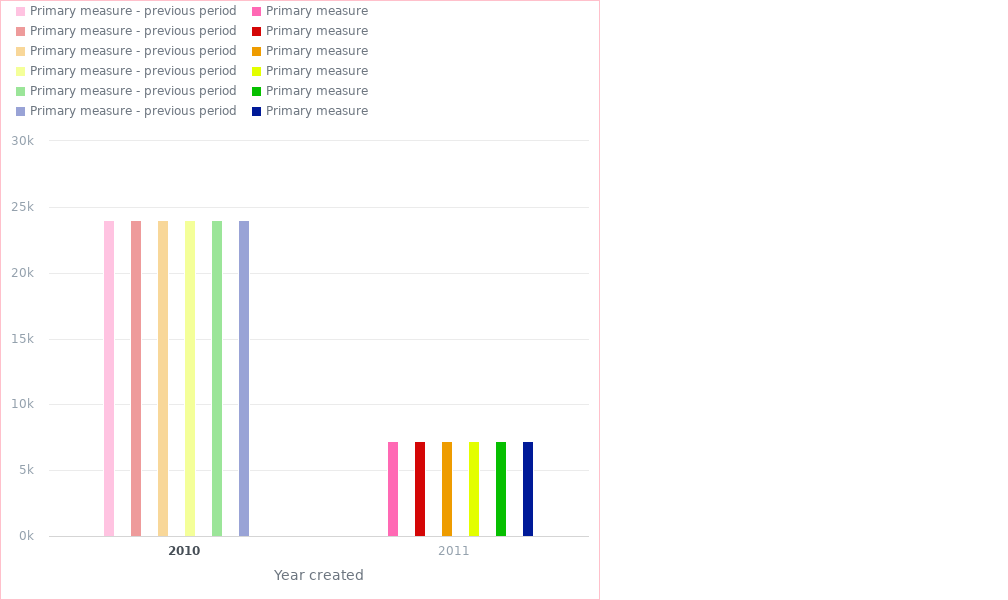 Primary measure - previous period Primary measure
Primary measure - previous period Primary measure
Primary measure - previous period Primary measure
Primary measure - previous period Primary measure
Primary measure - previous period Primary measure
Primary measure - previous period Primary measure
30k
25k
20k
15k
10k
5k
0k
2010 2011
Year created